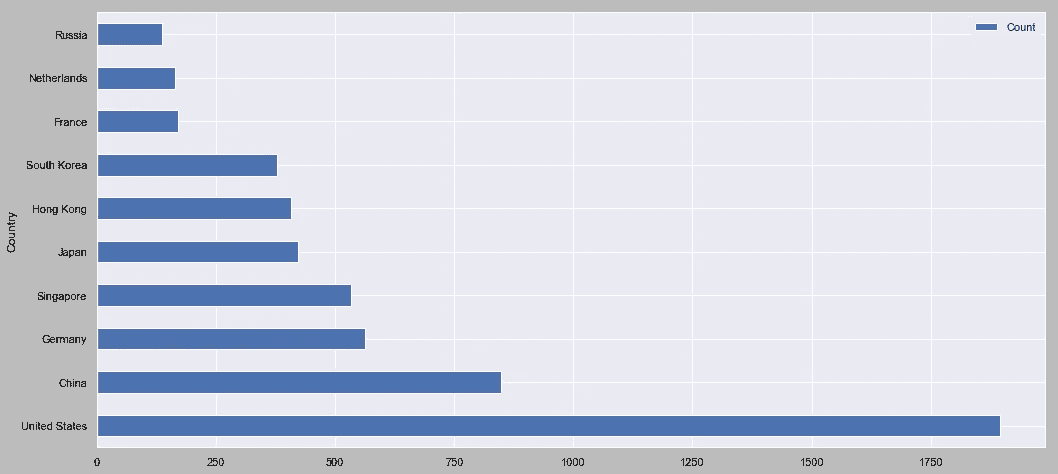 Count
Russia
Netherlands
France
South Korea
Hong Kong
Japan
Singapore
Germany
China
United States
Country
0 250 500 750 1000 1250 1500 1750